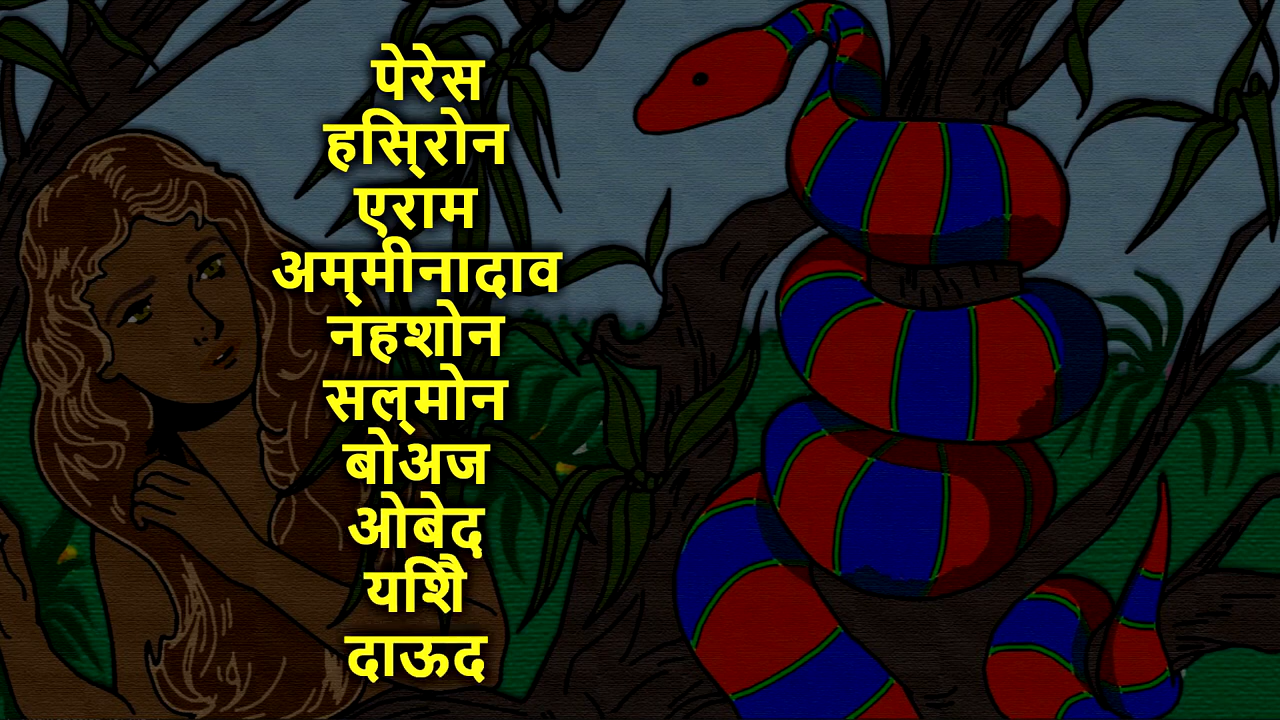 पेरेस
हसि्रोन
एराम
अम्मीनादाव
नहशोन
सल्मोन
बोअज
ओबेद
यशिै
दाऊद